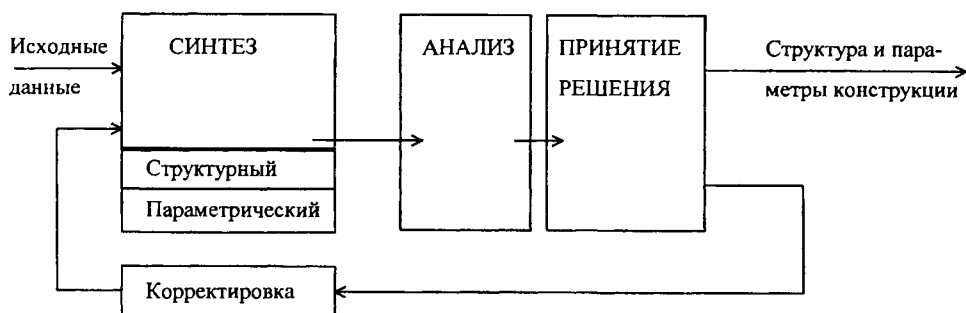 Исходные
данные
СИНТЕЗ
Структурный
Параметрический
АНАЛИЗ
ПРИНЯТИЕ
РЕШЕНИЯ
Структура и пара-
метры конструкции
Корректировка